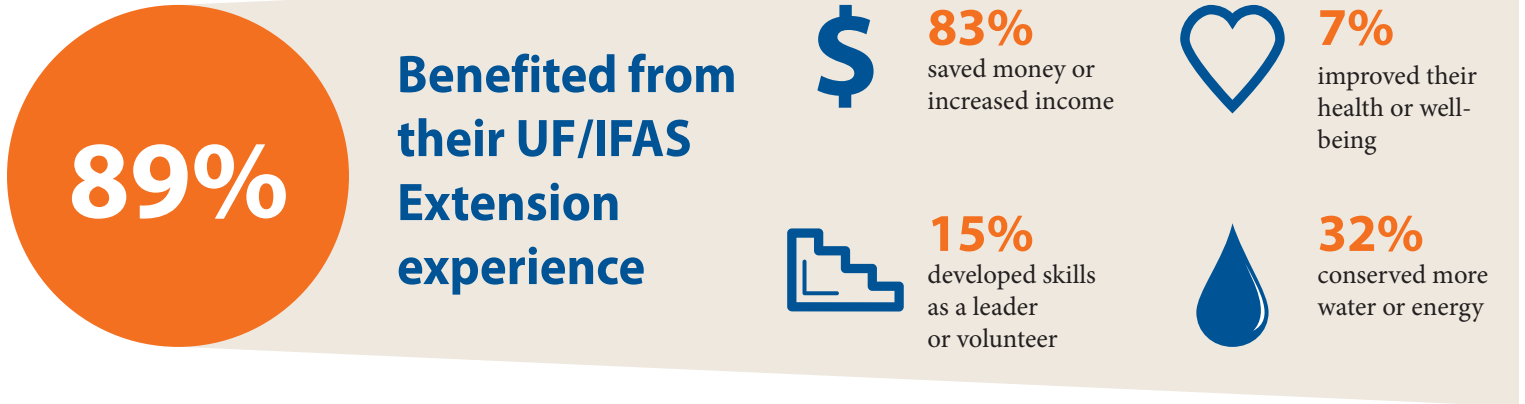 89%
Benefited from
their UF/IFAS
Extension
experience
$
83%
saved money or
increased income
7%
improved their
health or well-
being
15%
developed skills
as a leader
or volunteer
32%
conserved more
water or energy